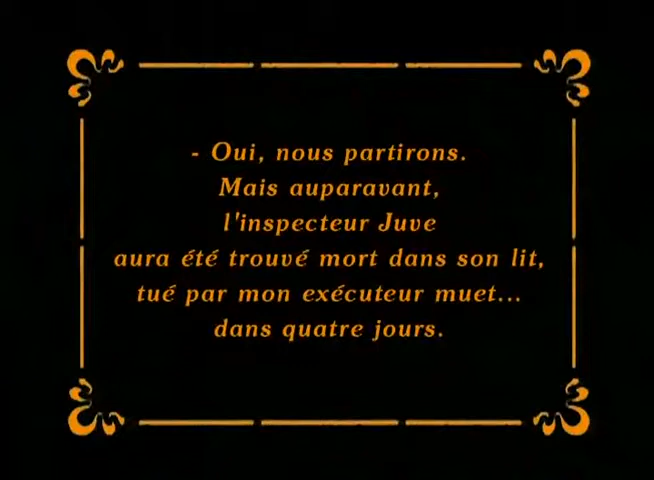 - Oui, nous partirons.
Mais auparavant,
l'inspecteur Juve
aura été trouvé mort dans son lit,
tué par mon exécuteur muet...
dans quatre jours.